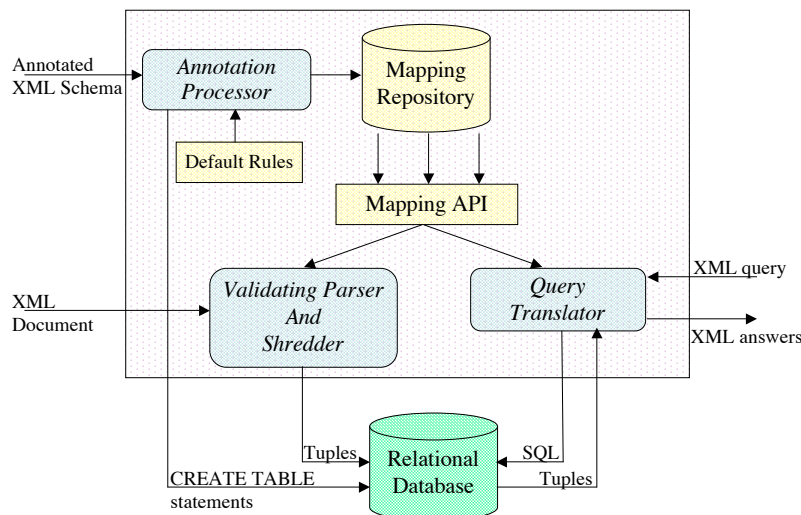 Annotated
XML Schema
Annotation
Processor
Mapping
Repository
Default Rules
Mapping API
XML
Document
Validating Parser
And
Shredder
Query
Translator
XML query
XML answers
Tuples
CREATE TABLE
statements
Relational
Database
SQL
Tuples